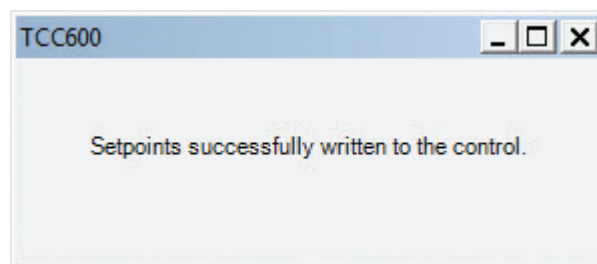 TCC600
Setpoints successfully written to the control.